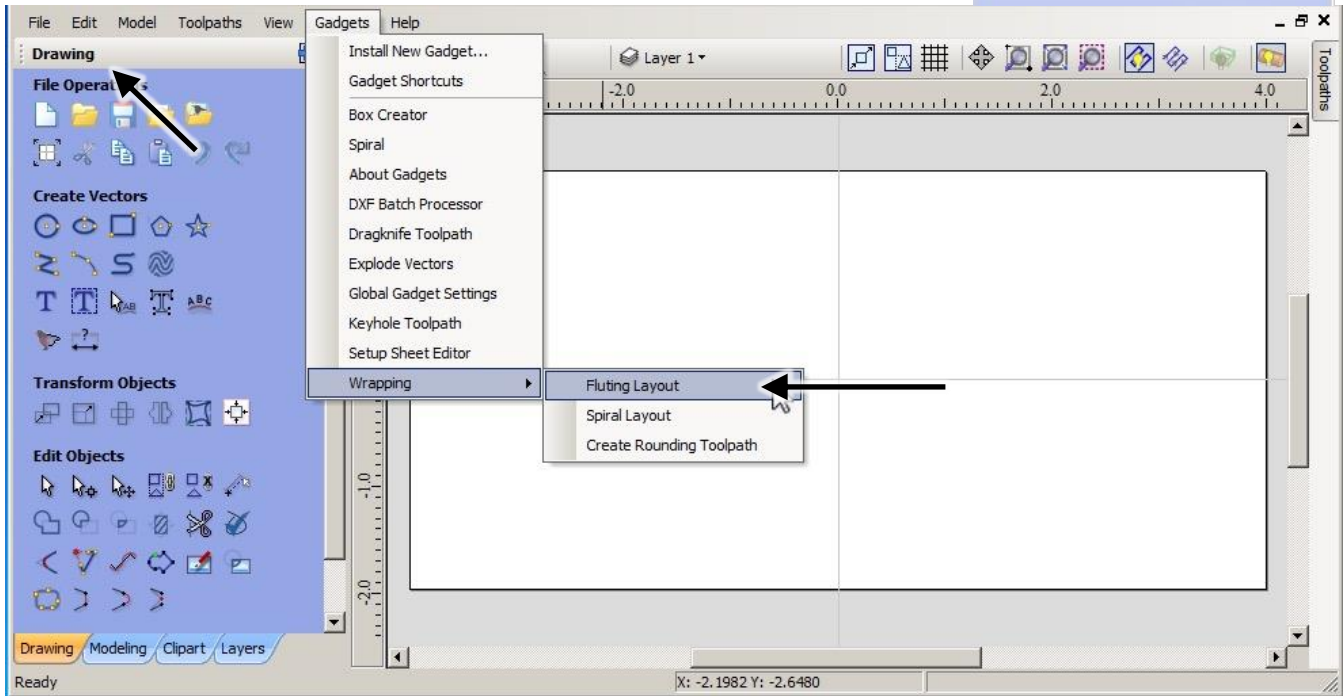 File Edit Model Toolpaths View Gadgets Help
Drawing
Layer 1
Toolpaths
File Operations
Install New Gadget...
Gadget Shortcuts
Box Creator
Spiral
About Gadgets
DXF Batch Processor
Dragknife Toolpath
Explode Vectors
Global Gadget Settings
Keyhole Toolpath
Setup Sheet Editor
Wrapping
Fluting Layout
Spiral Layout
Create Rounding Toolpath
-2.0 0.0 2.0 4.0
Create Vectors
Transform Objects
Edit Objects
-1.0
-2.0
Drawing Modeling Clipart Layers
Ready
X: -2.1982 Y: -2.6480